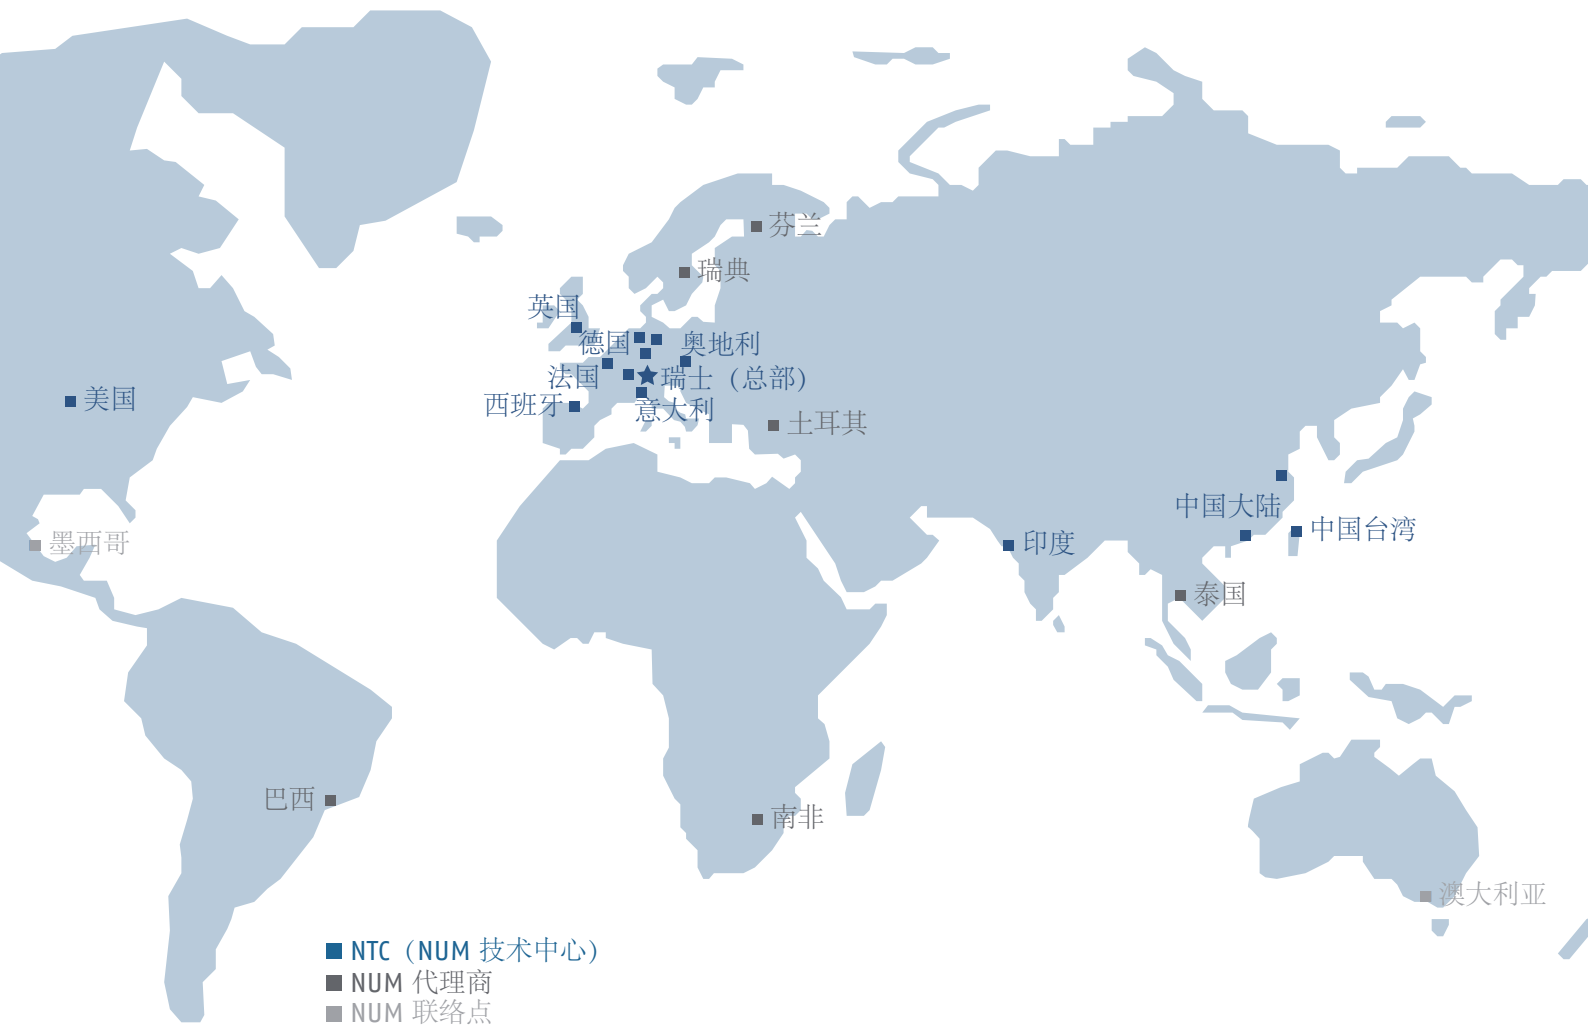 芬兰
瑞典
英国
德国
奥地利
法国
瑞士（总部）
美国
西班牙
意大利
土耳其
中国大陆
中国台湾
墨西哥
印度
泰国
巴西
南非
澳大利亚
NTC（NUM 技术中心）
NUM 代理商
NUM 联络点